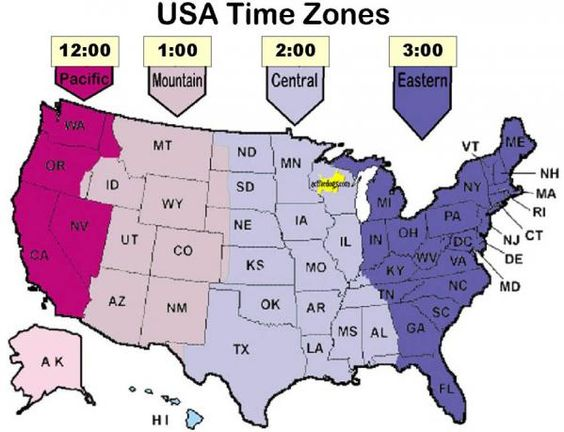 USA Time Zones
12:00
1:00
2:00
3:00
Pacific
Mountain
Central
Eastern
WA
MT
ND
MN
VT
ME
OR
ID
SD
activedogs.com
NH
NY
MA
WY
MI
RI
CT
NV
NE
IA
PA
NJ
CA
UT
CO
IL
IN
OH
DC
DE
WV
VA
MD
KS
MO
KY
NC
TN
AZ
NM
OK
AR
SC
TX
MS
AL
GA
LA
AK
FL
HI